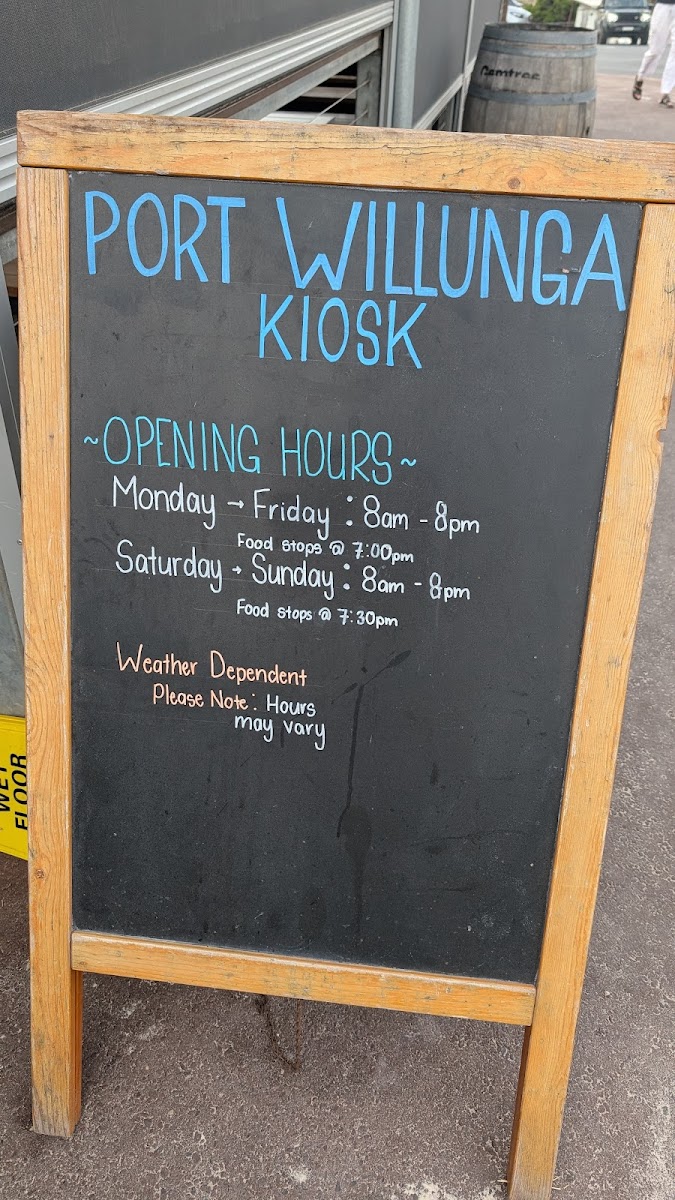 Gemtree
PORT WILLUNGA
KIOSK
~OPENING HOURS~
Monday → Friday : 8am - 8pm
Food stops @ 7:00pm
Saturday → Sunday : 8am - 8pm
Food stops @ 7:30pm
Weather Dependent
Please Note: Hours
may vary
WET
FLOOR